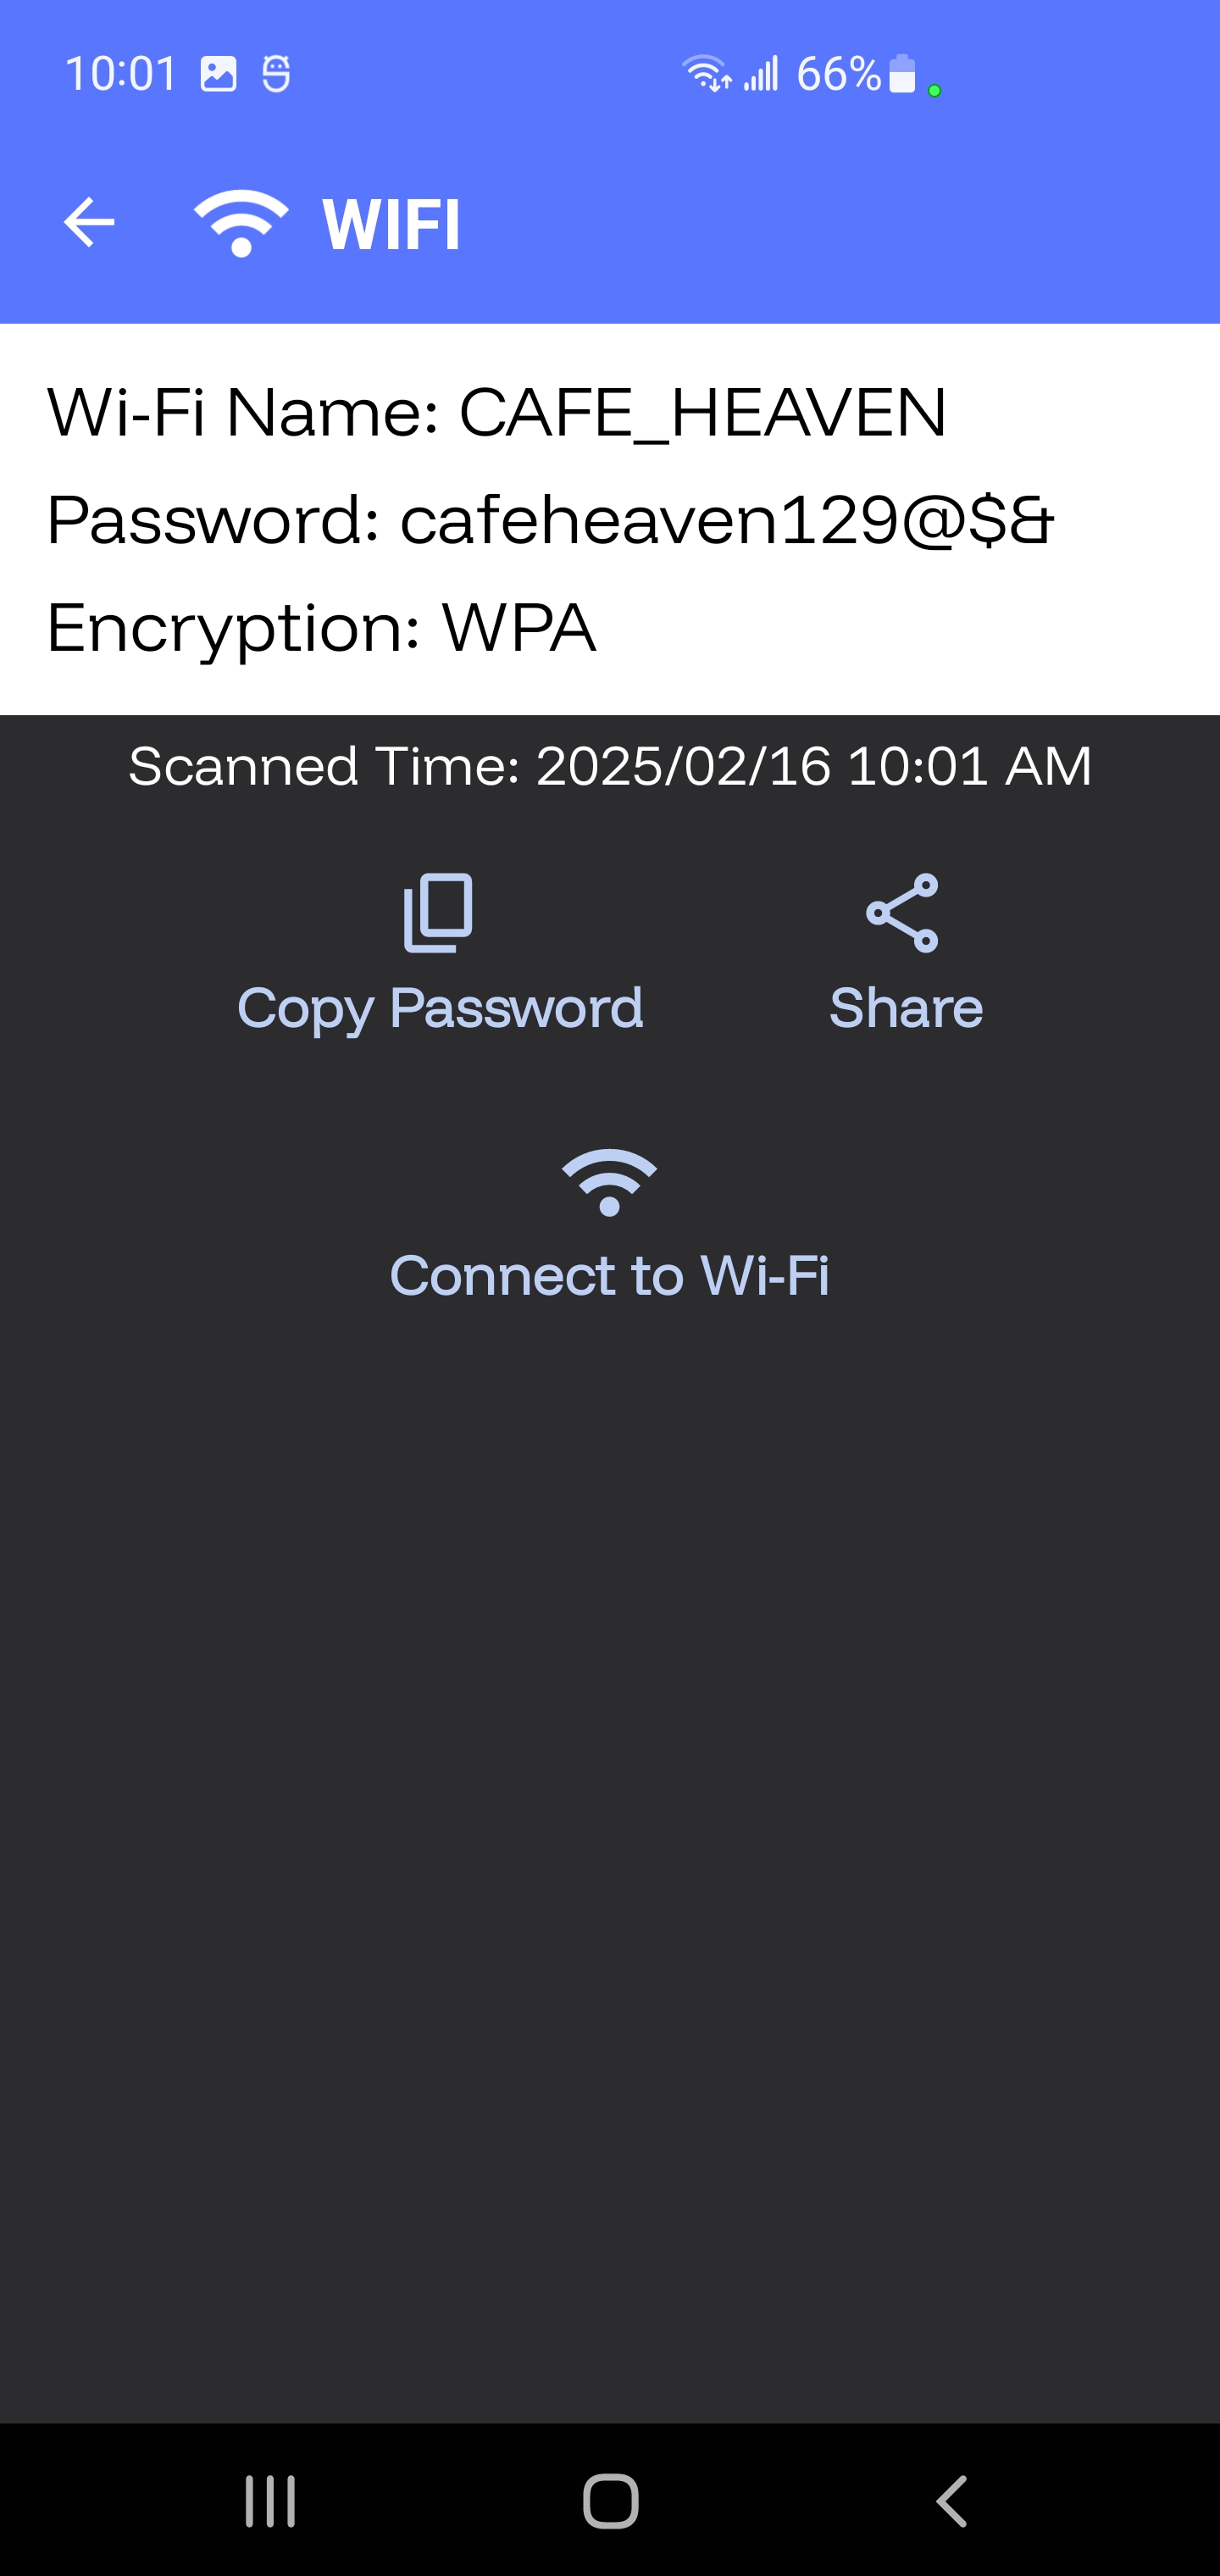 10:01 66%
WIFI
Wi-Fi Name: CAFE_HEAVEN
Password: cafeheaven129@$&
Encryption: WPA
Scanned Time: 2025/02/16 10:01 AM
Copy Password Share
Connect to Wi-Fi